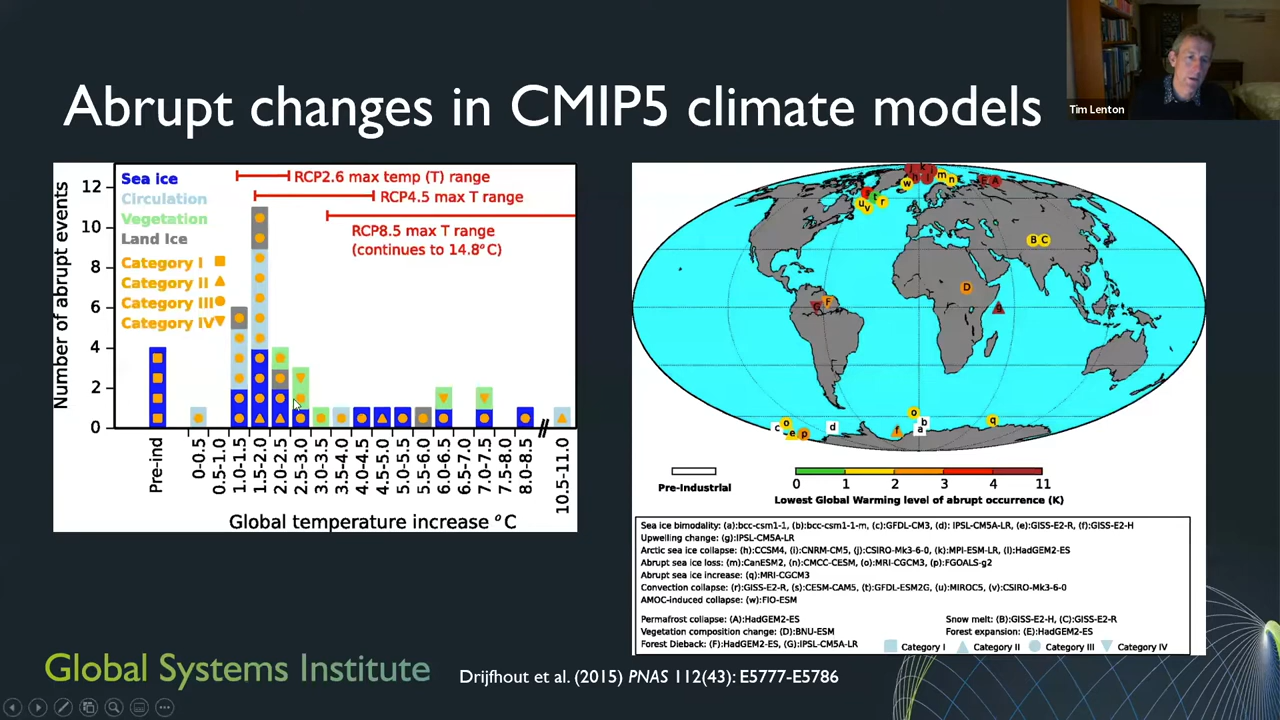 Tim Lenton
Abrupt changes in CMIP5 climate models
Number of abrupt events
12
10
8
6
4
2
0
Sea ice
Circulation
Vegetation
Land Ice
Category I
Category II
Category III
Category IV
RCP2.6 max temp (T) range
RCP4.5 max T range
RCP8.5 max T range
(continues to 14.8°C)
Pre-ind
0-0.5
0.5-1.0
1.0-1.5
1.5-2.0
2.0-2.5
2.5-3.0
3.0-3.5
3.5-4.0
4.0-4.5
4.5-5.0
5.0-5.5
5.5-6.0
6.0-6.5
6.5-7.0
7.0-7.5
7.5-8.0
8.0-8.5
10.5-11.0
Global temperature increase °C
w
m
n
E
A
u
v
r
B C
D
G
F
g
c
o
e
p
d
f
o
b
a
q
Pre-Industrial
0 1 2 3 4 11
Lowest Global Warming level of abrupt occurrence (K)
Sea ice bimodality: (a):bcc-csm1-1, (b):bcc-csm1-1-m, (c):GFDL-CM3, (d): IPSL-CM5A-LR, (e):GISS-E2-R, (f):GISS-E2-H
Upwelling change: (g):IPSL-CM5A-LR
Arctic sea ice collapse: (h):CCSM4, (i):CNRM-CM5, (j):CSIRO-Mk3-6-0, (k):MPI-ESM-LR, (l):HadGEM2-ES
Abrupt sea ice loss: (m):CanESM2, (n):CMCC-CESM, (o):MRI-CGCM3, (p):FGOALS-g2
Abrupt sea ice increase: (q):MRI-CGCM3
Convection collapse: (r):GISS-E2-R, (s):CESM-CAM5, (t):GFDL-ESM2G, (u):MIROC5, (v):CSIRO-Mk3-6-0
AMOC-induced collapse: (w):FIO-ESM
Permafrost collapse: (A):HadGEM2-ES
Snow melt: (B):GISS-E2-H, (C):GISS-E2-R
Vegetation composition change: (D):BNU-ESM
Forest expansion: (E):HadGEM2-ES
Forest Dieback: (F):HadGEM2-ES, (G):IPSL-CM5A-LR
Category I Category II Category III Category IV
Global Systems Institute
Drijfhout et al. (2015) PNAS 112(43): E5777-E5786